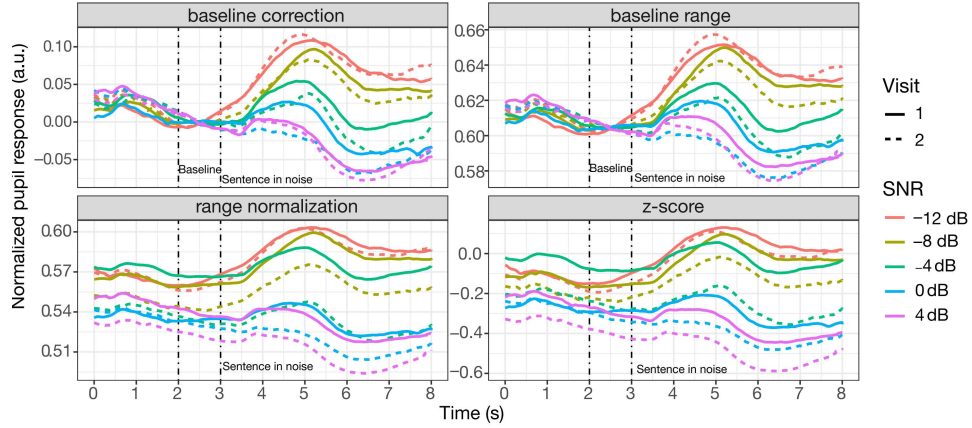 baseline correction
baseline range
Normalized pupil response (a.u.)
0.10
0.05
0.00
−0.05
Baseline
Sentence in noise
0.66
0.64
0.62
0.60
0.58
Baseline
Sentence in noise
range normalization
z-score
0.60
0.57
0.54
0.51
Sentence in noise
0.0
−0.2
−0.4
−0.6
Sentence in noise
0 1 2 3 4 5 6 7 8
0 1 2 3 4 5 6 7 8
Time (s)
Visit
1
2
SNR
−12 dB
−8 dB
−4 dB
0 dB
4 dB